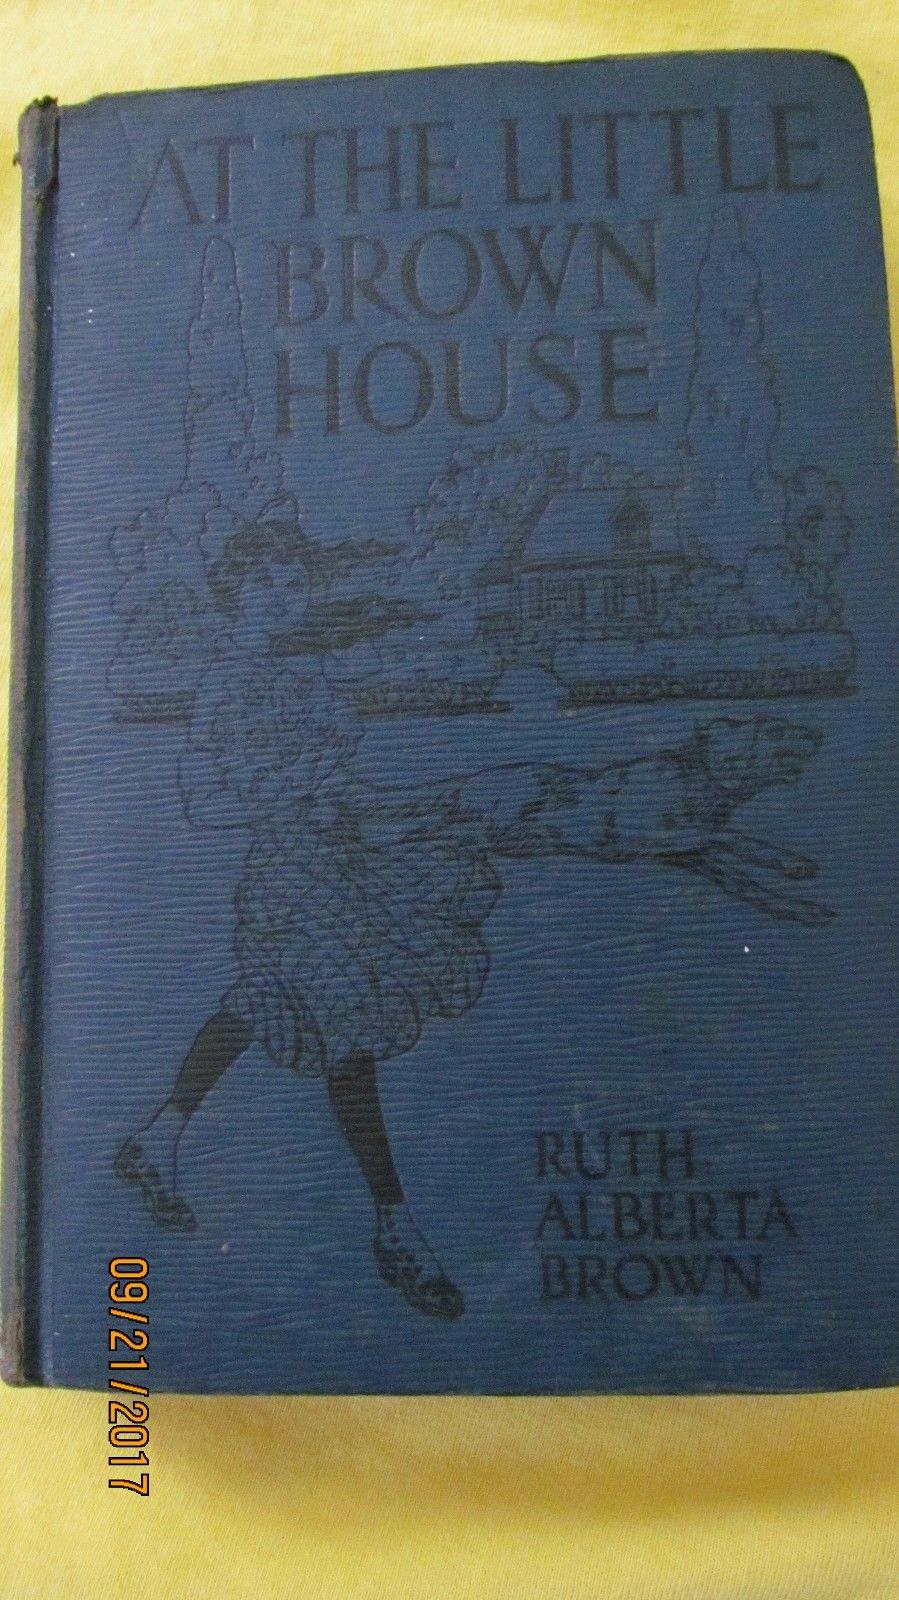 AT THE LITTLE
BROWN
HOUSE
RUTH
ALBERTA
BROWN
09/21/2017